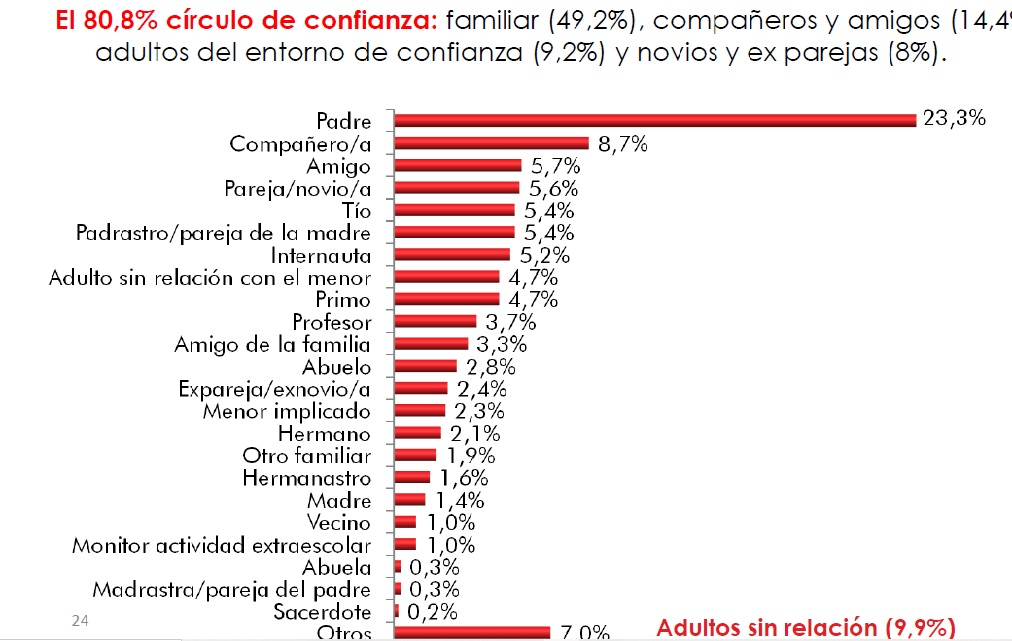 El 80,8% círculo de confianza: familiar (49,2%), compañeros y amigos (14,4%
adultos del entorno de confianza (9,2%) y novios y ex parejas (8%).
Padre 23,3%
Compañero/a 8,7%
Amigo 5,7%
Pareja/novio/a 5,6%
Tío 5,4%
Padrastro/pareja de la madre 5,4%
Internauta 5,2%
Adulto sin relación con el menor 4,7%
Primo 4,7%
Profesor 3,7%
Amigo de la familia 3,3%
Abuelo 2,8%
Expareja/exnovio/a 2,4%
Menor implicado 2,3%
Hermano 2,1%
Otro familiar 1,9%
Hermanastro 1,6%
Madre 1,4%
Vecino 1,0%
Monitor actividad extraescolar 1,0%
Abuela 0,3%
Madrastra/pareja del padre 0,3%
Sacerdote 0,2%
Otros 7,0%
24
Adultos sin relación (9,9%)